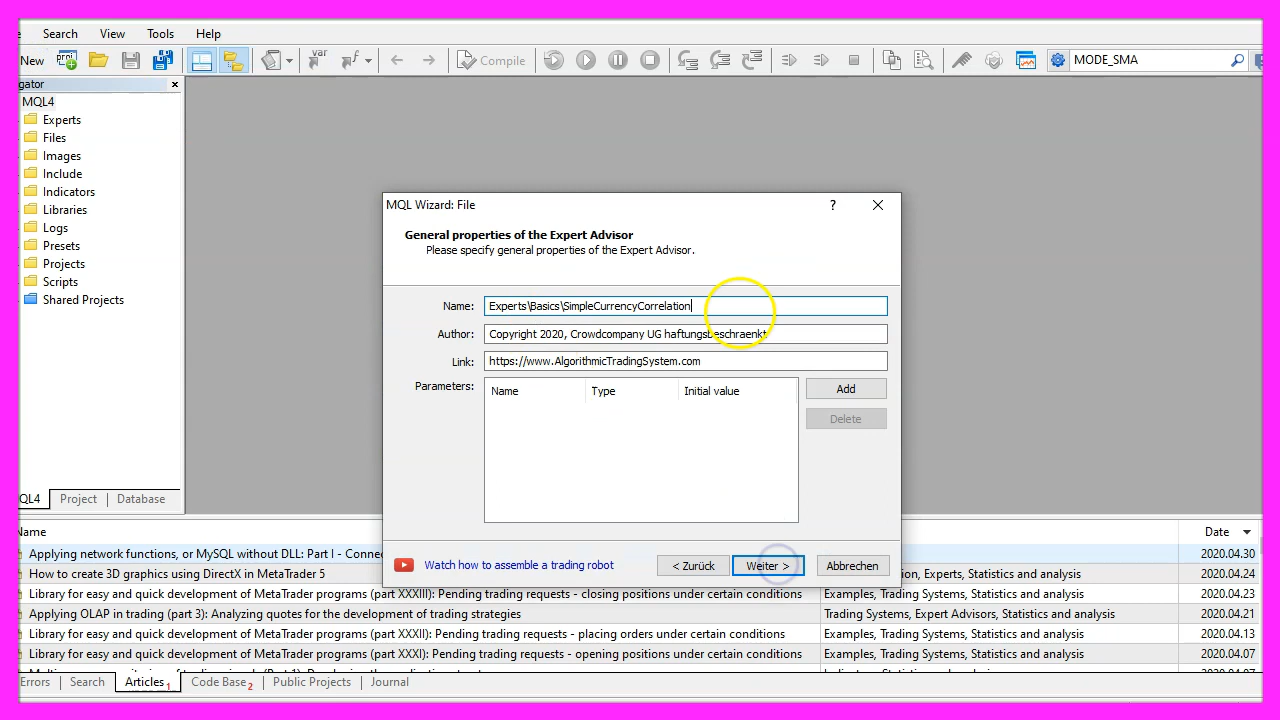 Search View Tools Help
New Compile MODE_SMA
MQL4
Experts
Files
Images
Include
Indicators
Libraries
Logs
Presets
Projects
Scripts
Shared Projects
Project Database
MQL Wizard: File ?
General properties of the Expert Advisor
Please specify general properties of the Expert Advisor.
Name: Experts\Basics\SimpleCurrencyCorrelation
Author: Copyright 2020, Crowdcompany UG haftungsbeschraenkt
Link: https://www.AlgorithmicTradingSystem.com
Parameters: Name Type Initial value
Add
Delete
Watch how to assemble a trading robot < Zurück Weiter > Abbrechen
Name Date
Applying network functions, or MySQL without DLL: Part I - 2020.04.30
How to create 3D graphics using DirectX in MetaTrader 5 Experts, Statistics and analysis 2020.04.24
Library for easy and quick development of MetaTrader programs (part XXXIII): Pending trading requests - closing positions under certain conditions Examples, Trading Systems, Statistics and analysis 2020.04.23
Applying OLAP in trading (part 3): Analyzing quotes for the development of trading strategies Trading Systems, Expert Advisors, Statistics and analysis 2020.04.21
Library for easy and quick development of MetaTrader programs (part XXXII): Pending trading requests - placing orders under certain conditions Examples, Trading Systems, Statistics and analysis 2020.04.13
Library for easy and quick development of MetaTrader programs (part XXXI): Pending trading requests - opening positions under certain conditions Examples, Trading Systems, Statistics and analysis 2020.04.07
Errors Search Articles 1 Code Base 2 Public Projects Journal